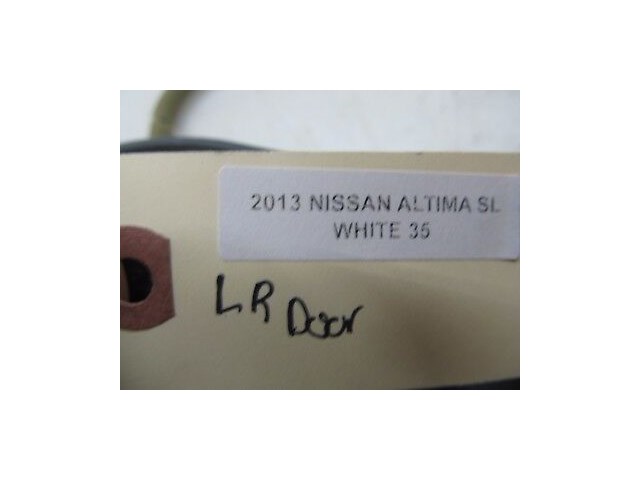 2013 NISSAN ALTIMA SL
WHITE 35
LR Door